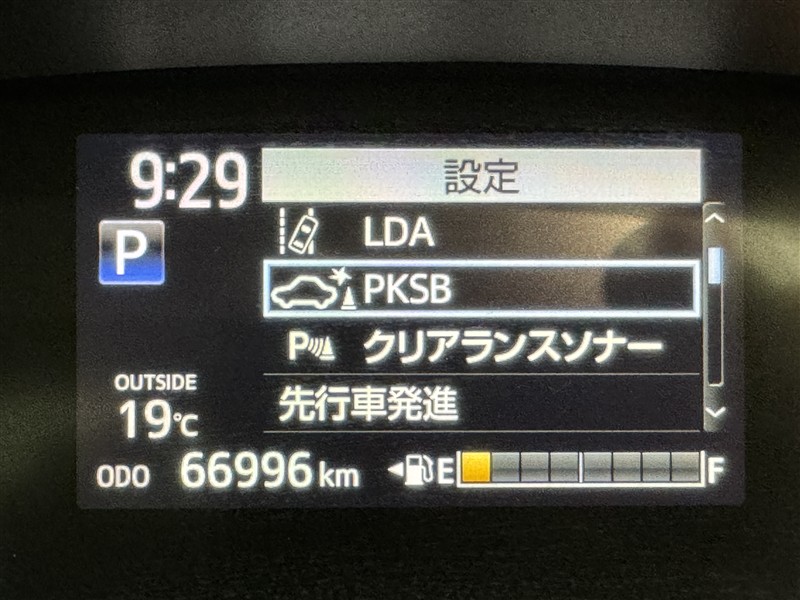 9:29
設定
P
LDA
PKSB
P クリアランスソナー
OUTSIDE
19℃
先行車発進
ODO 66996 km
E F